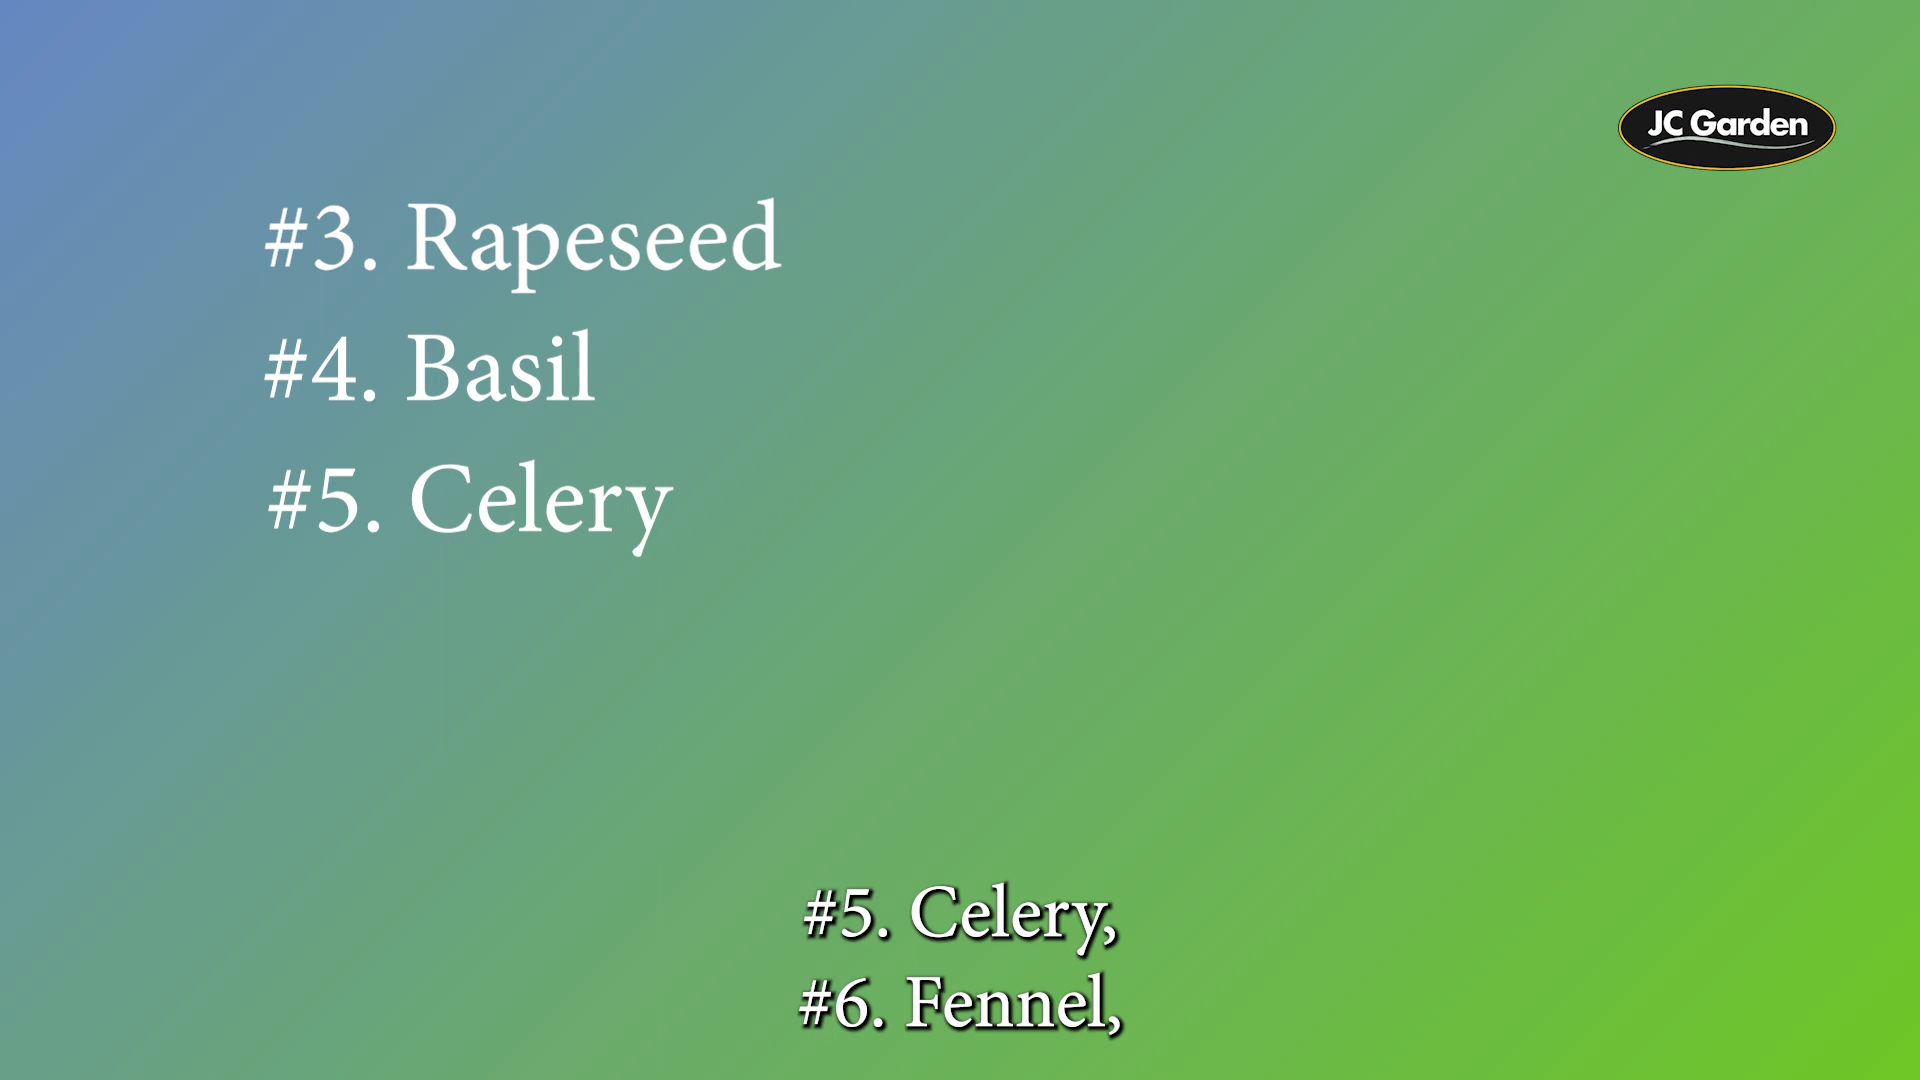 JC Garden
#3. Rapeseed
#4. Basil
#5. Celery
#5. Celery,
#6. Fennel,